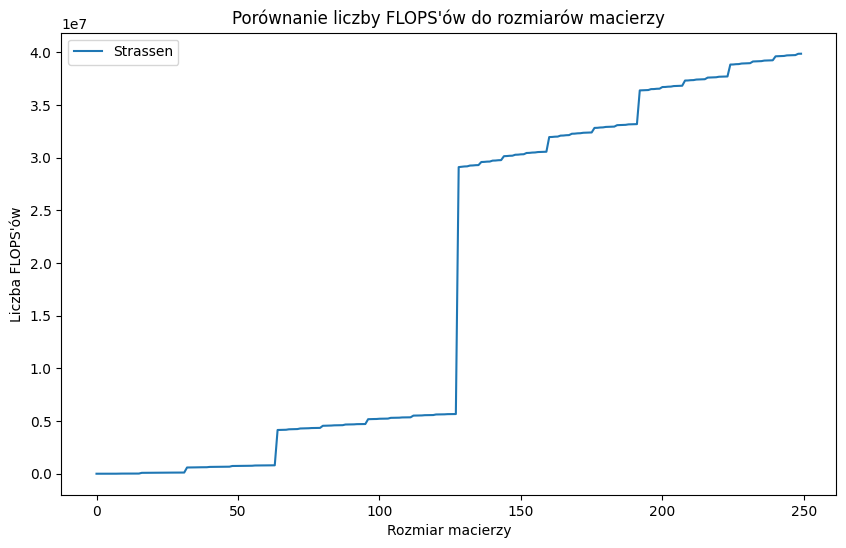 Porównanie liczby FLOPS'ów do rozmiarów macierzy
1e7
Strassen
4.0
3.5
3.0
2.5
2.0
1.5
1.0
0.5
0.0
Liczba FLOPS'ów
0 50 100 150 200 250
Rozmiar macierzy